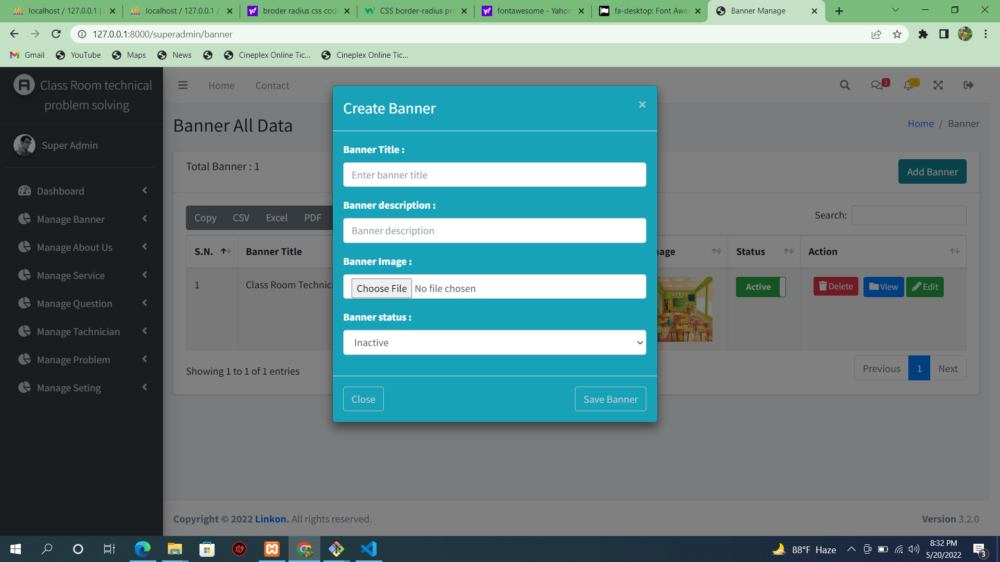 localhost / 127.0.0.1 |
localhost / 127.0.0.1 /
broder radius css cod
CSS border-radius pro
fontawesome - Yahoo
fa-desktop: Font Awe
Banner Manage
127.0.0.1:8000/superadmin/banner
Gmail
YouTube
Maps
News
Cineplex Online Tic...
Cineplex Online Tic...
Class Room technical
problem solving
Home
Contact
3
15
Super Admin
Banner All Data
Home / Banner
Dashboard
Manage Banner
Manage About Us
Manage Service
Manage Question
Manage Tachnician
Manage Problem
Manage Seting
Total Banner : 1
Add Banner
Copy
CSV
Excel
PDF
Search:
S.N.
Banner Title
age
Status
Action
1
Class Room Technic
Active
Delete
View
Edit
Showing 1 to 1 of 1 entries
Previous
1
Next
Create Banner
×
Banner Title :
Enter banner title
Banner description :
Banner description
Banner Image :
Choose File No file chosen
Banner status :
Inactive
Close
Save Banner
Copyright © 2022 Linkon. All rights reserved.
Version 3.2.0
88°F Haze
8:32 PM
5/20/2022
3